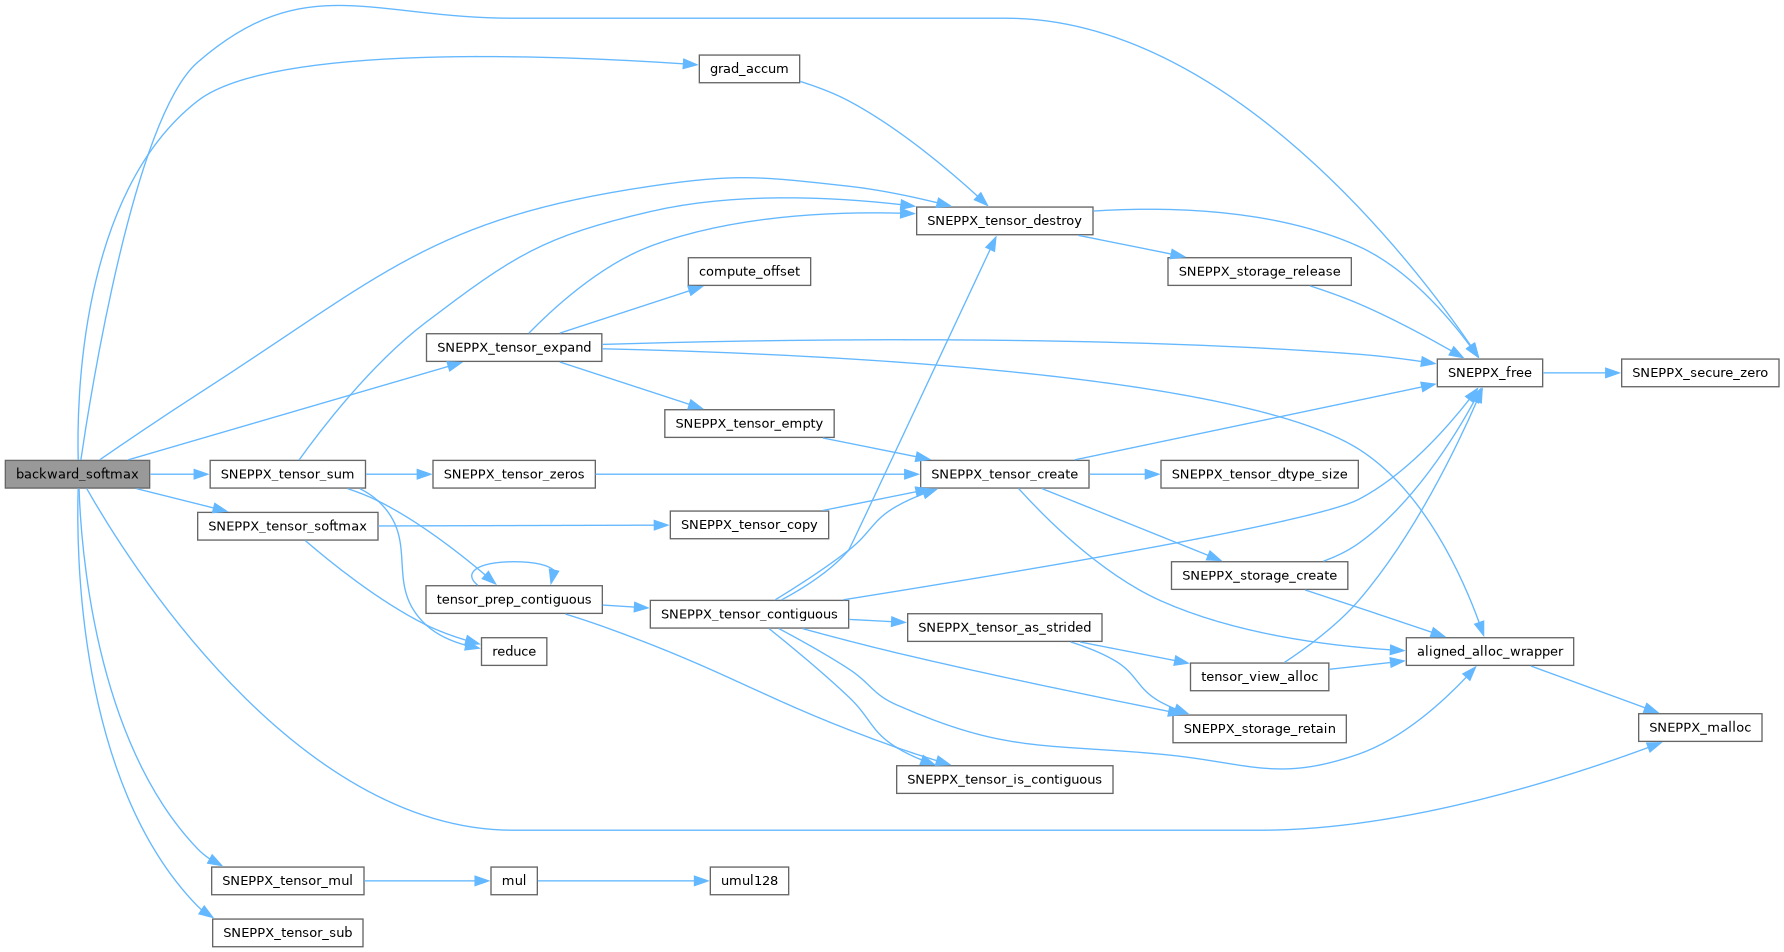 grad_accum
SNEPPX_tensor_destroy
compute_offset
SNEPPX_storage_release
SNEPPX_tensor_expand
SNEPPX_free
SNEPPX_secure_zero
SNEPPX_tensor_empty
backward_softmax
SNEPPX_tensor_sum
SNEPPX_tensor_zeros
SNEPPX_tensor_create
SNEPPX_tensor_dtype_size
SNEPPX_tensor_softmax
SNEPPX_tensor_copy
SNEPPX_storage_create
tensor_prep_contiguous
SNEPPX_tensor_contiguous
SNEPPX_tensor_as_strided
reduce
aligned_alloc_wrapper
tensor_view_alloc
SNEPPX_storage_retain
SNEPPX_malloc
SNEPPX_tensor_is_contiguous
SNEPPX_tensor_mul
mul
umul128
SNEPPX_tensor_sub